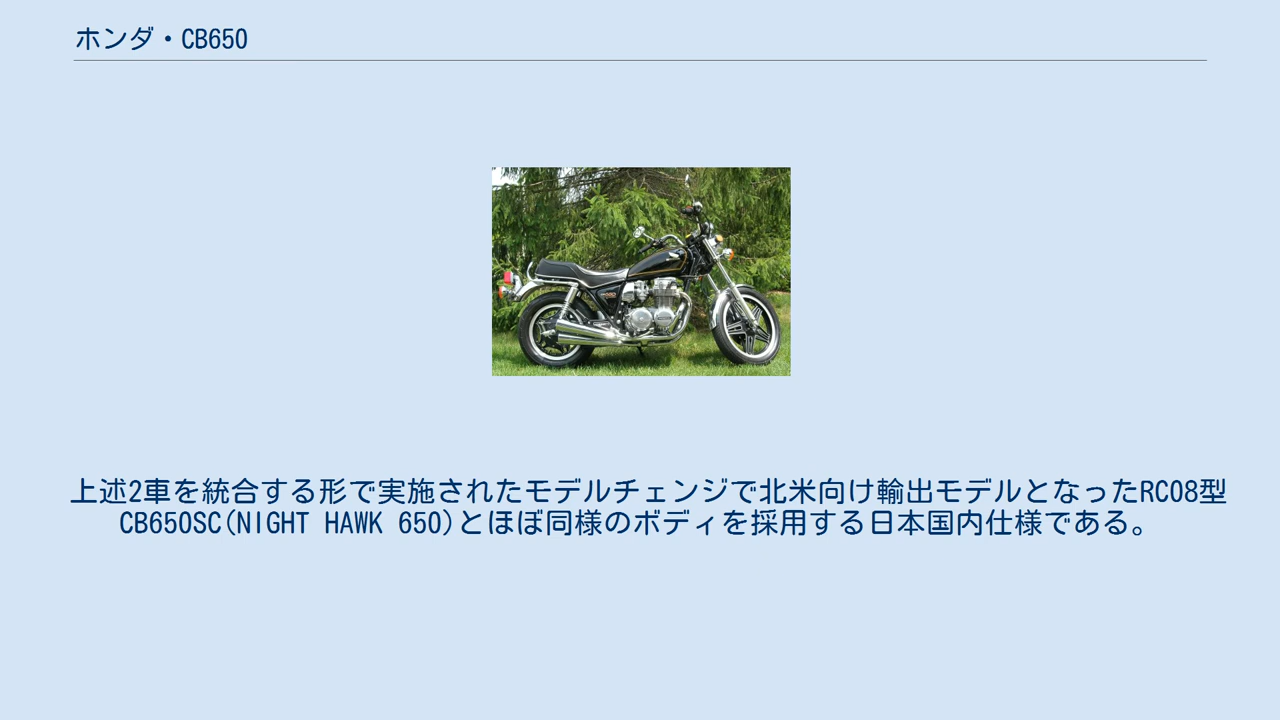 ホンダ・CB650
上述2車を統合する形で実施されたモデルチェンジで北米向け輸出モデルとなったRC08型
CB650SC(NIGHT HAWK 650)とほぼ同様のボディを採用する日本国内仕様である。